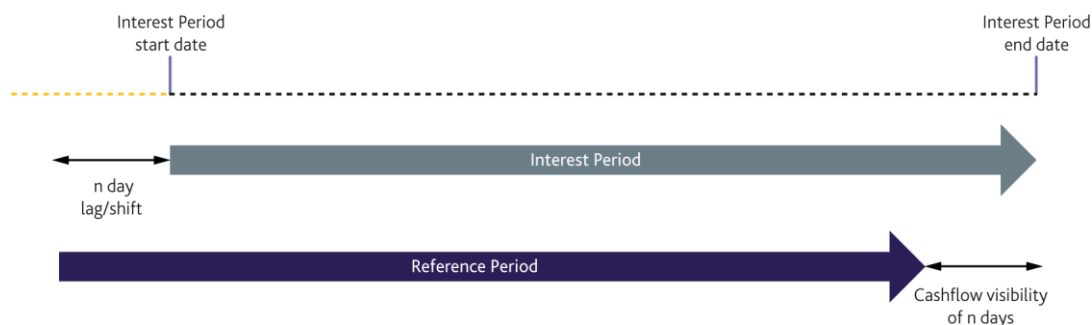 Interest Period
start date
Interest Period
end date
Interest Period
n day
lag/shift
Reference Period
Cashflow visibility
of n days